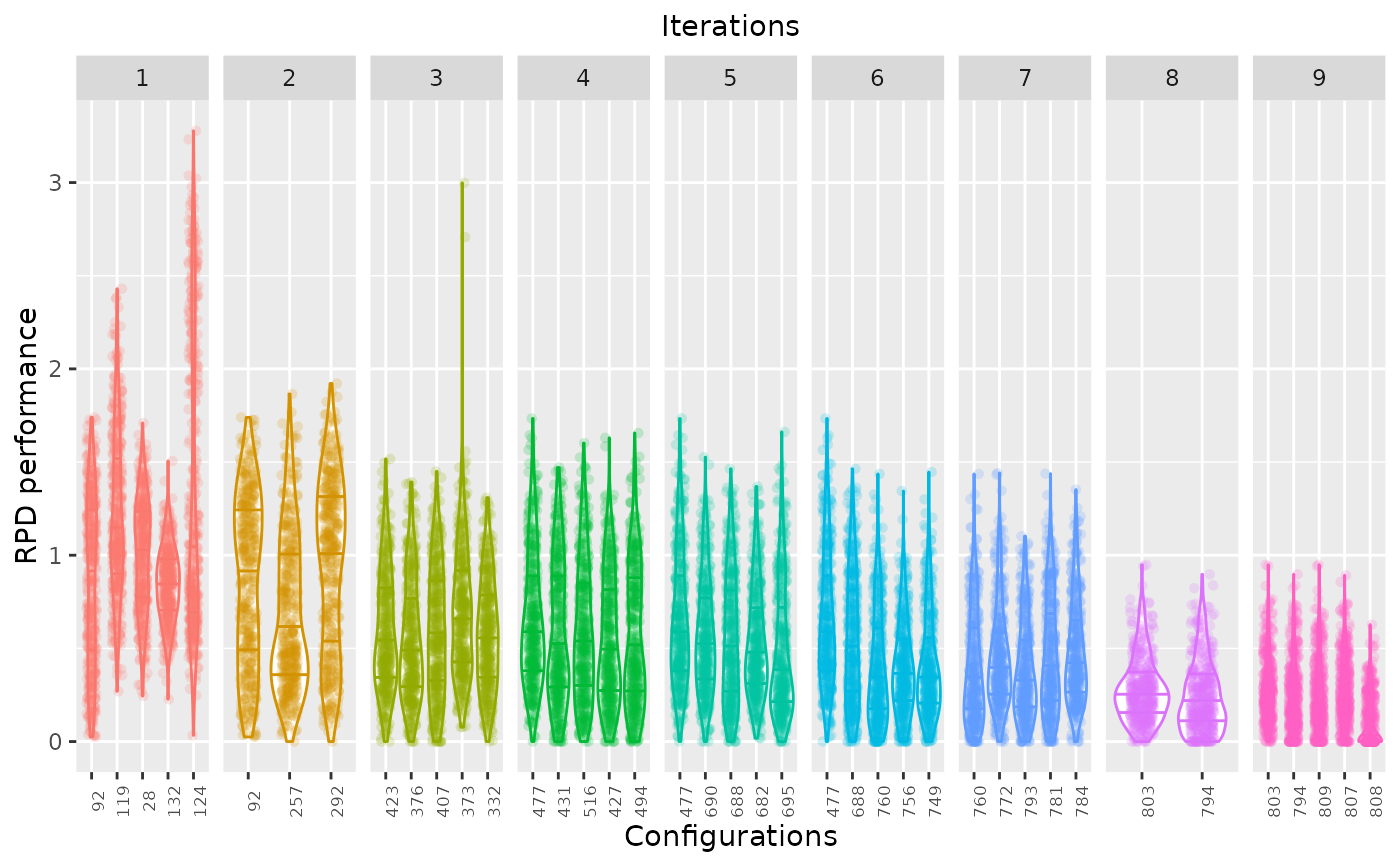 Iterations
1 2 3 4 5 6 7 8 9
RPD performance
3
2
1
0
92 119 28 132 124 92 257 292 423 376 407 373 332 477 431 516 427 494 477 690 688 682 695 477 688 760 756 749 760 772 793 781 784 803 794 803 794 809 807 808
Configurations